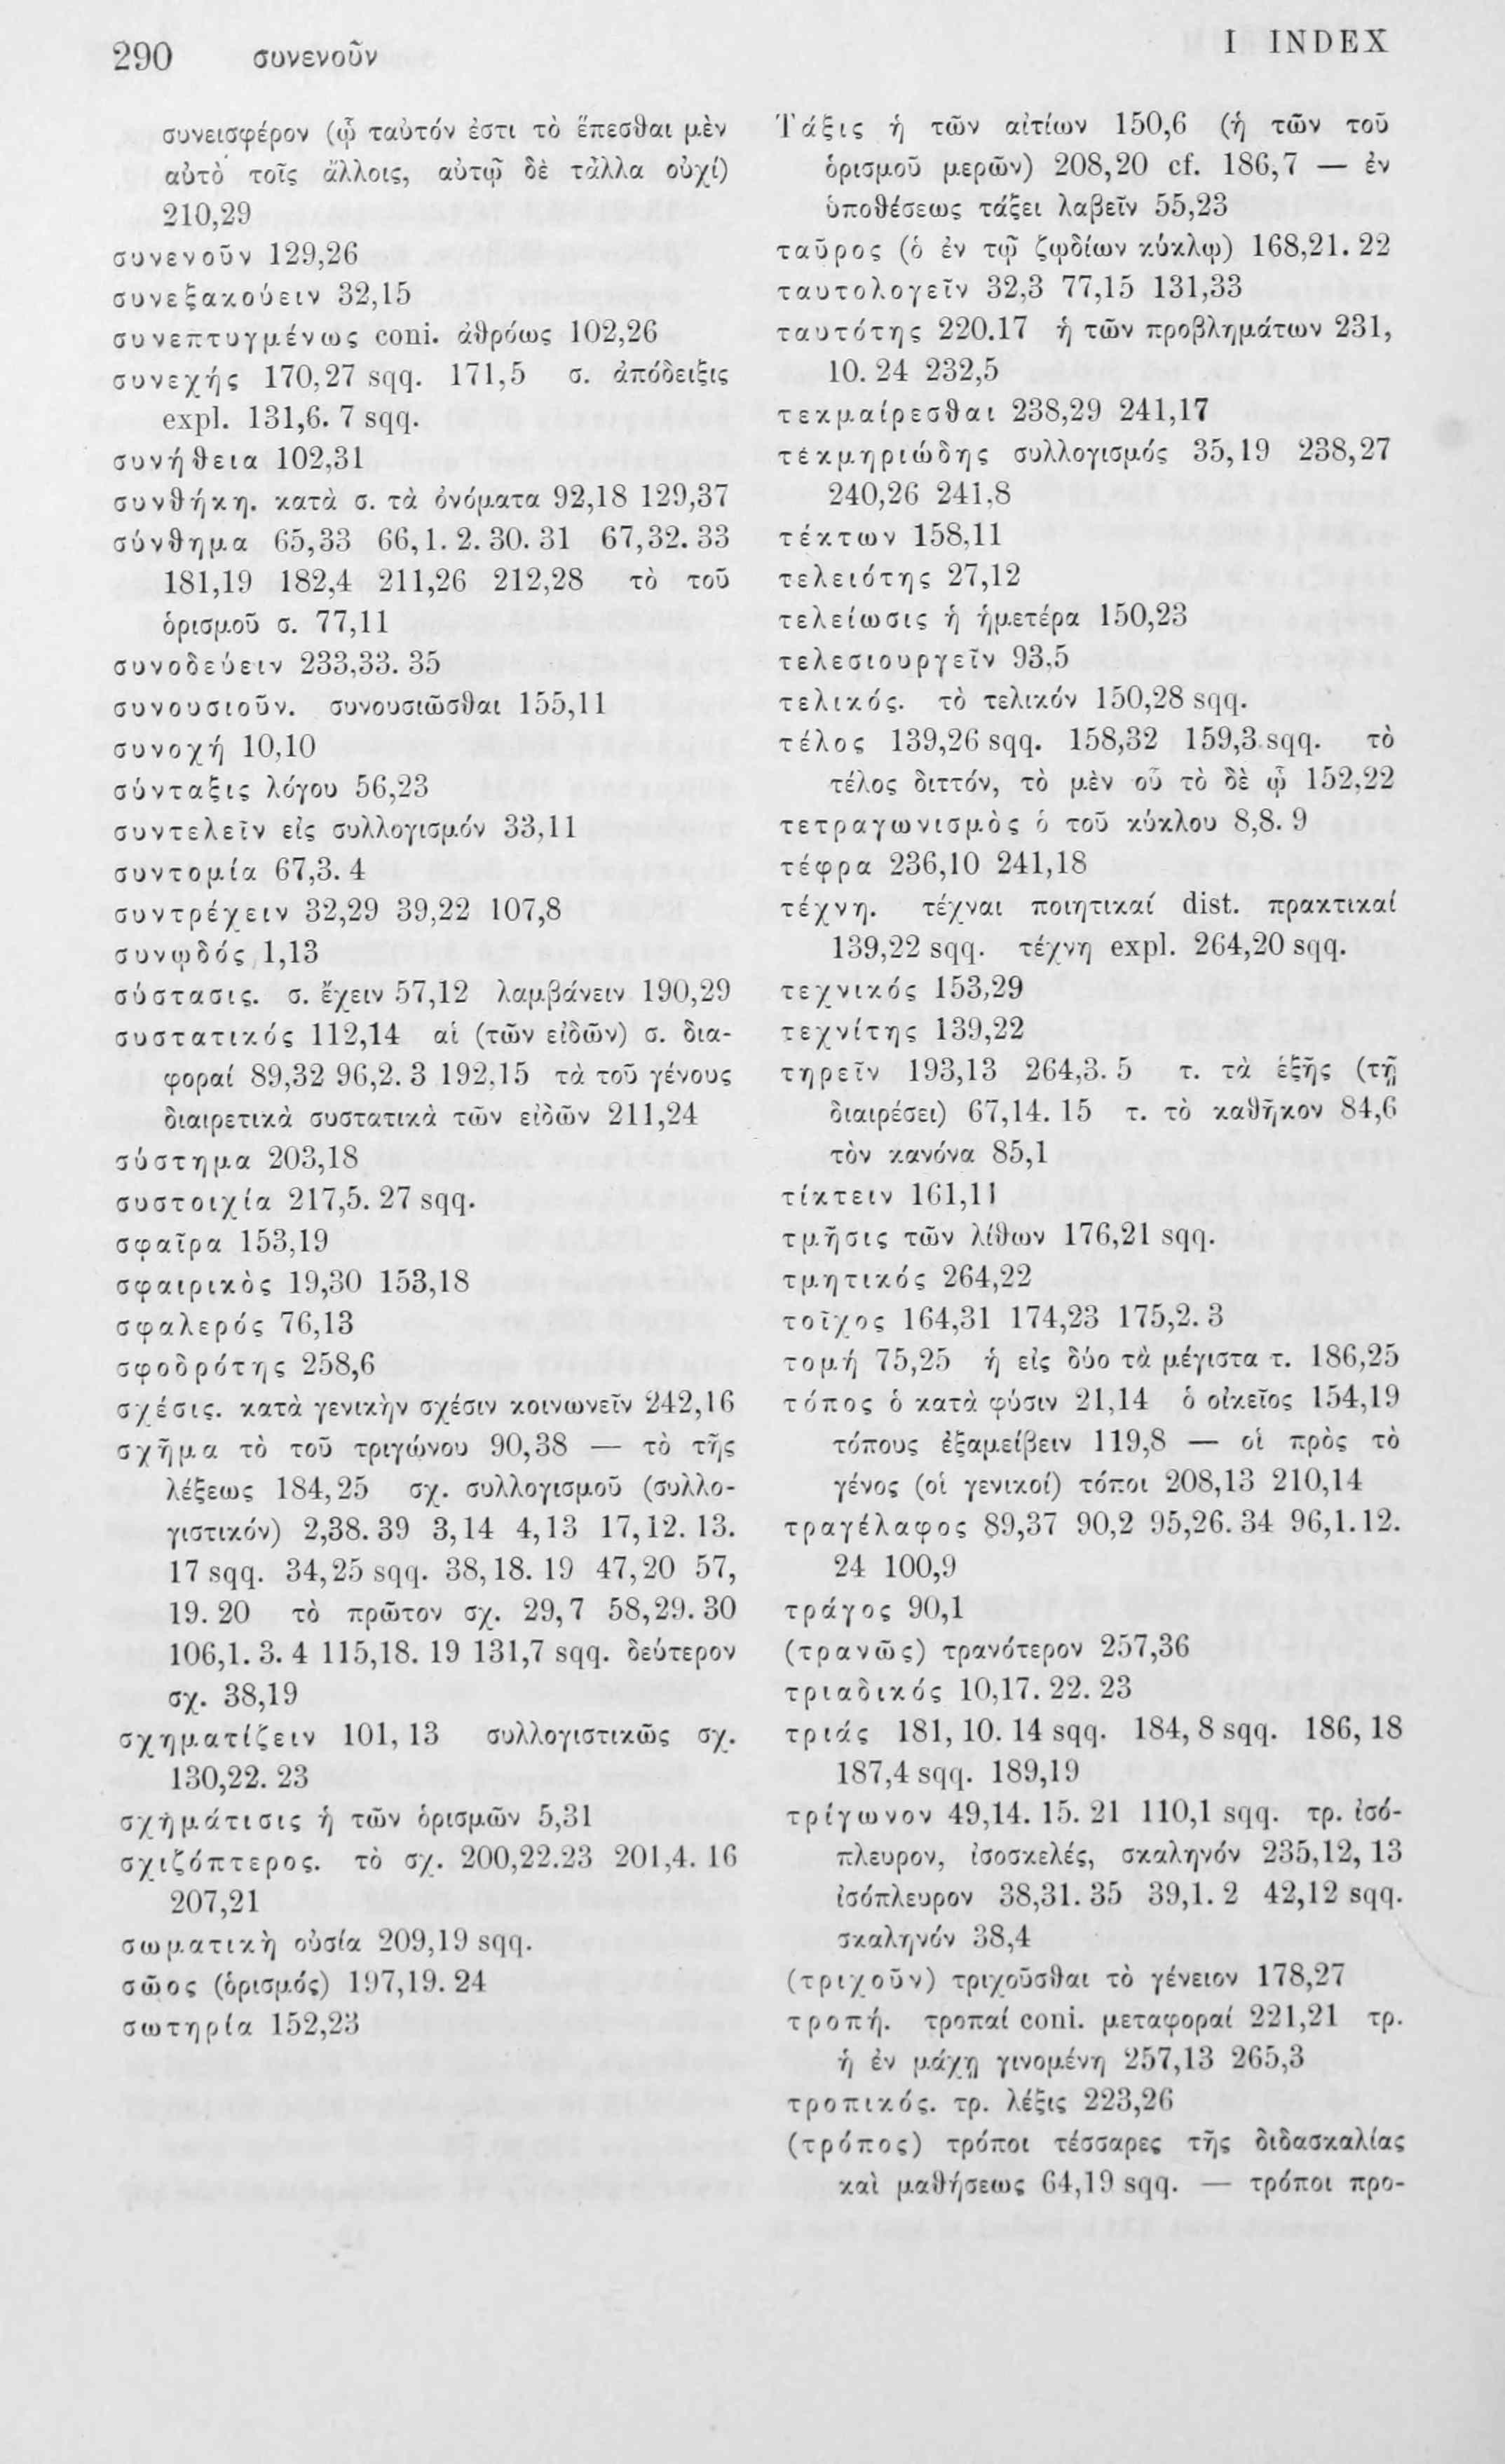 290 συνενοῦν
I INDEX
συνεισφέρον (ᾧ ταὐτόν ἐστι τὸ ἕπεσθαι μὲν
αὐτὸ τοῖς ἄλλοις, αὐτῷ δὲ τἆλλα οὐχί)
210,29
συνενοῦν 129,26
συνεξακούειν 32,15
συνεπτυγμένως coni. ἀθρόως 102,26
συνεχής 170,27 sqq. 171,5 σ. ἀπόδειξις
expl. 131,6. 7 sqq.
συνήθεια 102,31
συνθήκη. κατὰ σ. τὰ ὀνόματα 92,18 129,37
σύνθημα 65,33 66,1. 2. 30. 31 67,32. 33
181,19 182,4 211,26 212,28 τὸ τοῦ
ὁρισμοῦ σ. 77,11
συνοδεύειν 233,33. 35
συνουσιοῦν. συνουσιῶσθαι 155,11
συνοχή 10,10
σύνταξις λόγου 56,23
συντελεῖν εἰς συλλογισμόν 33,11
συντομία 67,3. 4
συντρέχειν 32,29 39,22 107,8
συνῳδός 1,13
σύστασις. σ. ἔχειν 57,12 λαμβάνειν 190,29
συστατικός 112,14 αἱ (τῶν εἰδῶν) σ. δια-
φοραί 89,32 96,2. 3 192,15 τὰ τοῦ γένους
διαιρετικὰ συστατικὰ τῶν εἰδῶν 211,24
σύστημα 203,18
συστοιχία 217,5. 27 sqq.
σφαῖρα 153,19
σφαιρικὸς 19,30 153,18
σφαλερός 76,13
σφοδρότης 258,6
σχέσις. κατὰ γενικὴν σχέσιν κοινωνεῖν 242,16
σχῆμα τὸ τοῦ τριγώνου 90,38 — τὸ τῆς
λέξεως 184,25 σχ. συλλογισμοῦ (συλλο-
γιστικόν) 2,38. 39 3,14 4,13 17,12. 13.
17 sqq. 34,25 sqq. 38,18. 19 47,20 57,
19. 20 τὸ πρῶτον σχ. 29,7 58,29. 30
106,1. 3. 4 115,18. 19 131,7 sqq. δεύτερον
σχ. 38,19
σχηματίζειν 101,13 συλλογιστικῶς σχ.
130,22. 23
σχημάτισις ἡ τῶν ὁρισμῶν 5,31
σχιζόπτερος. τὸ σχ. 200,22.23 201,4. 16
207,21
σωματικὴ οὐσία 209,19 sqq.
σῶος (ὁρισμός) 197,19. 24
σωτηρία 152,23
Τάξις ἡ τῶν αἰτίων 150,6 (ἡ τῶν τοῦ
ὁρισμοῦ μερῶν) 208,20 cf. 186,7 — ἐν
ὑποθέσεως τάξει λαβεῖν 55,23
ταῦρος (ὁ ἐν τῷ ζῳδίων κύκλῳ) 168,21. 22
ταυτολογεῖν 32,3 77,15 131,33
ταυτότης 220.17 ἡ τῶν προβλημάτων 231,
10. 24 232,5
τεκμαίρεσθαι 238,29 241,17
τεκμηριώδης συλλογισμός 35,19 238,27
240,26 241,8
τέκτων 158,11
τελειότης 27,12
τελείωσις ἡ ἡμετέρα 150,23
τελεσιουργεῖν 93,5
τελικός. τὸ τελικόν 150,28 sqq.
τέλος 139,26 sqq. 158,32 159,3 sqq. τὸ
τέλος διττόν, τὸ μὲν οὗ τὸ δὲ ᾧ 152,22
τετραγωνισμὸς ὁ τοῦ κύκλου 8,8. 9
τέφρα 236,10 241,18
τέχνη. τέχναι ποιητικαί dist. πρακτικαί
139,22 sqq. τέχνη expl. 264,20 sqq.
τεχνικός 153,29
τεχνίτης 139,22
τηρεῖν 193,13 264,3. 5 τ. τὰ ἑξῆς (τῇ
διαιρέσει) 67,14. 15 τ. τὸ καθῆκον 84,6
τὸν κανόνα 85,1
τίκτειν 161,11
τμῆσις τῶν λίθων 176,21 sqq.
τμητικός 264,22
τοῖχος 164,31 174,23 175,2. 3
τομή 75,25 ἡ εἰς δύο τὰ μέγιστα τ. 186,25
τόπος ὁ κατὰ φύσιν 21,14 ὁ οἰκεῖος 154,19
τόπους ἐξαμείβειν 119,8 — οἱ πρὸς τὸ
γένος (οἱ γενικοί) τόποι 208,13 210,14
τραγέλαφος 89,37 90,2 95,26. 34 96,1. 12.
24 100,9
τράγος 90,1
(τρανῶς) τρανότερον 257,36
τριαδικός 10,17. 22. 23
τριάς 181,10. 14 sqq. 184,8 sqq. 186,18
187,4 sqq. 189,19
τρίγωνον 49,14. 15. 21 110,1 sqq. τρ. ἰσό-
πλευρον, ἰσοσκελές, σκαληνόν 235,12, 13
ἰσόπλευρον 38,31. 35 39,1. 2 42,12 sqq.
σκαληνόν 38,4
(τριχοῦν) τριχοῦσθαι τὸ γένειον 178,27
τροπή. τροπαί coni. μεταφοραί 221,21 τρ.
ἡ ἐν μάχῃ γινομένη 257,13 265,3
τροπικός. τρ. λέξις 223,26
(τρόπος) τρόποι τέσσαρες τῆς διδασκαλίας
καὶ μαθήσεως 64,19 sqq. — τρόποι προ-